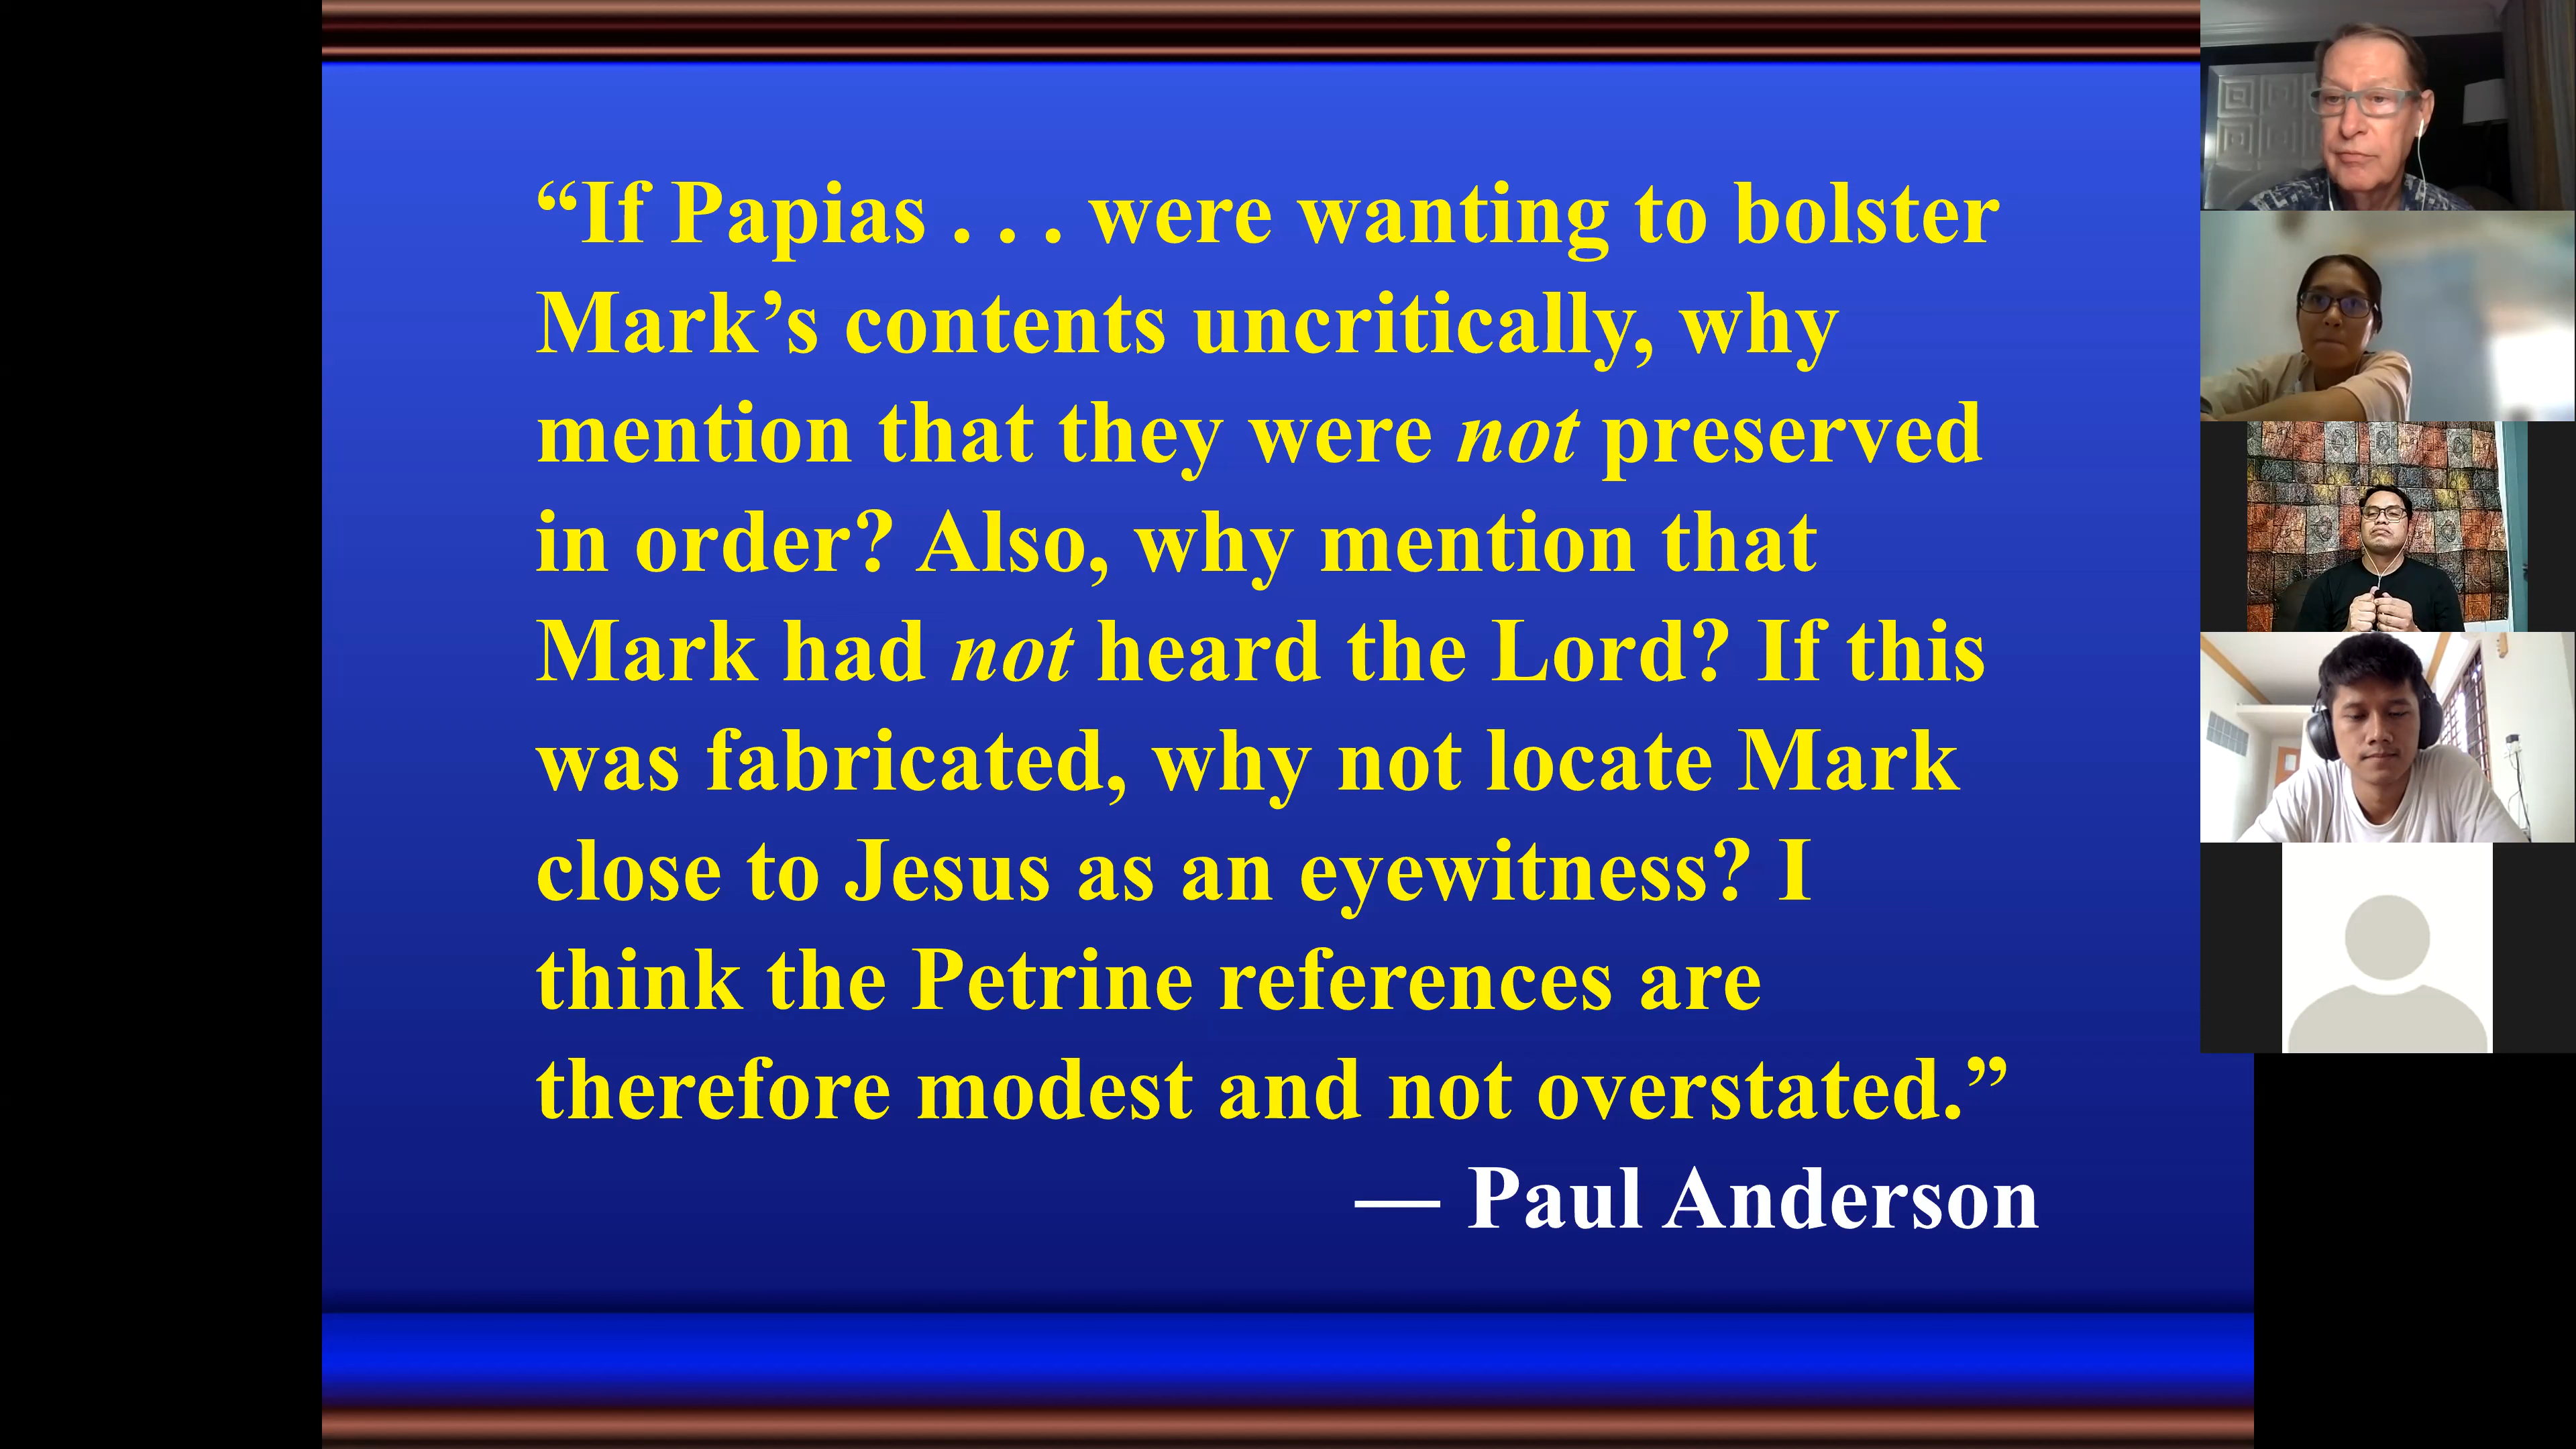 “If Papias . . . were wanting to bolster
Mark’s contents uncritically, why
mention that they were not preserved
in order? Also, why mention that
Mark had not heard the Lord? If this
was fabricated, why not locate Mark
close to Jesus as an eyewitness? I
think the Petrine references are
therefore modest and not overstated.”
— Paul Anderson